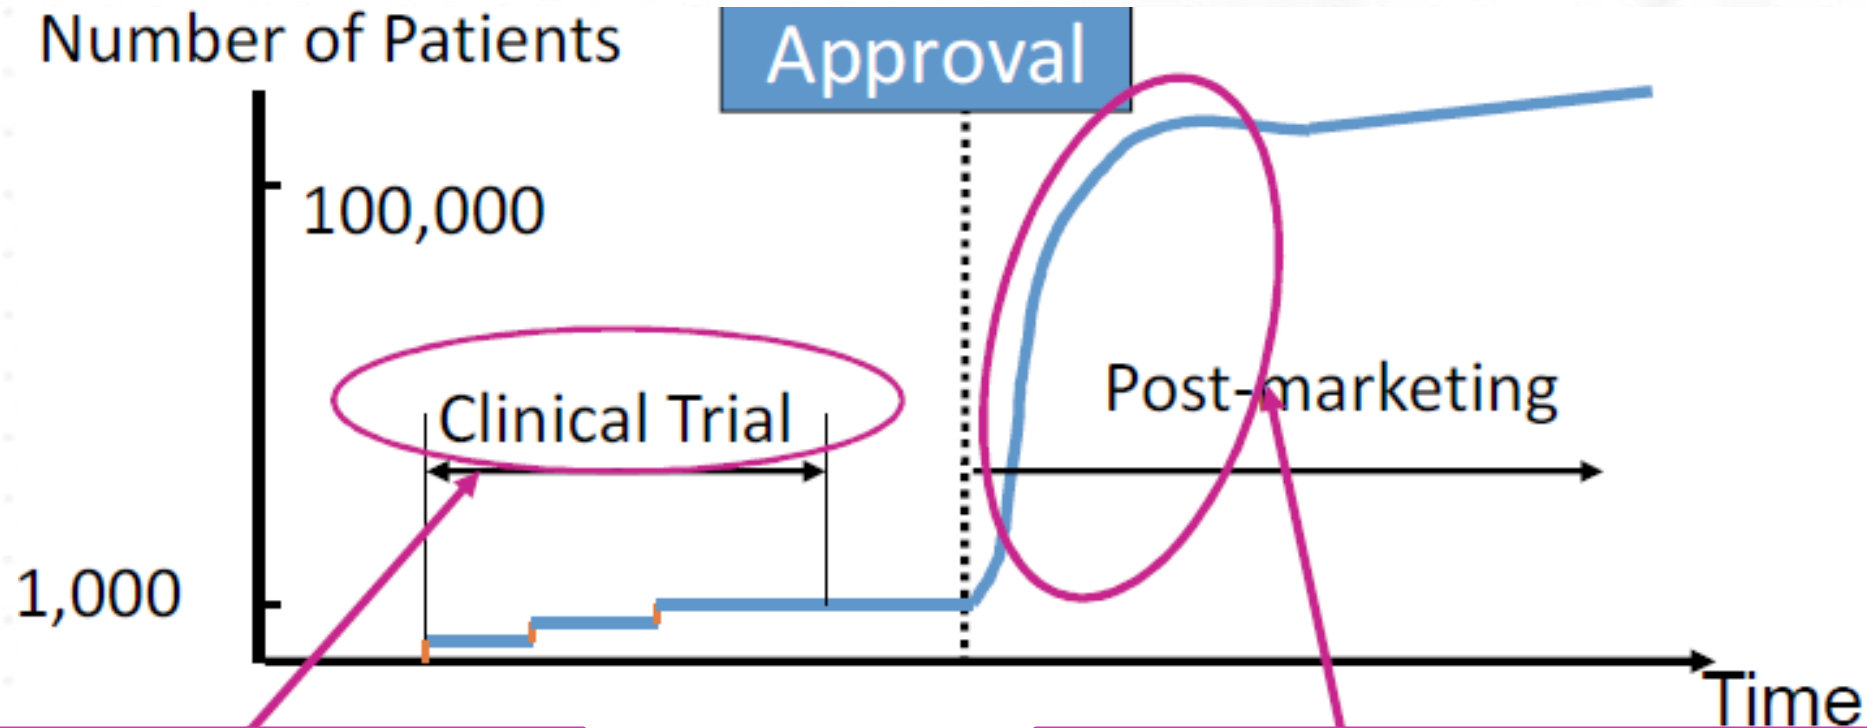 Number of Patients
Approval
100,000
Clinical Trial
Post-marketing
1,000
Time